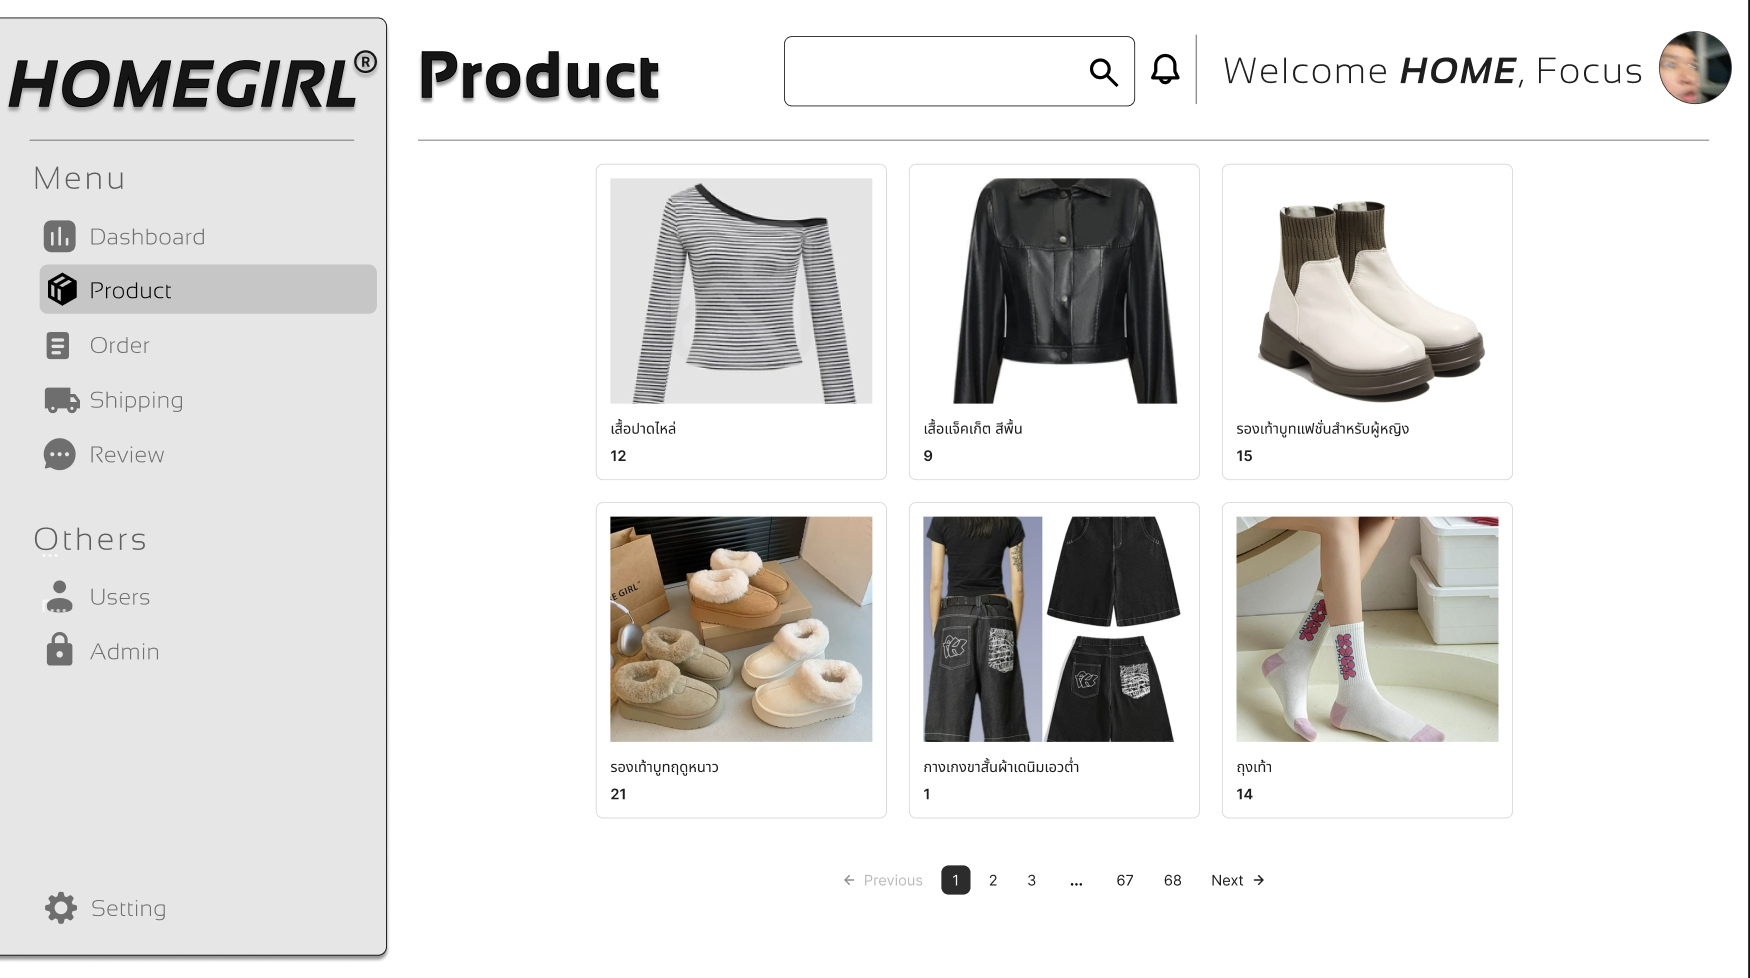 HOMEGIRL®
Menu
Dashboard
Product
Order
Shipping
Review
Others
Users
Admin
Setting
Product
Welcome HOME, Focus
เสื้อปาดไหล่
12
เสื้อแจ็คเก็ต สีพื้น
9
รองเท้าบูทแฟชั่นสำหรับผู้หญิง
15
E GIRL
รองเท้าบูทฤดูหนาว
21
กางเกงขาสั้นผ้าเดนิมเอวต่ำ
1
ถุงเท้า
14
← Previous 1 2 3 ... 67 68 Next →